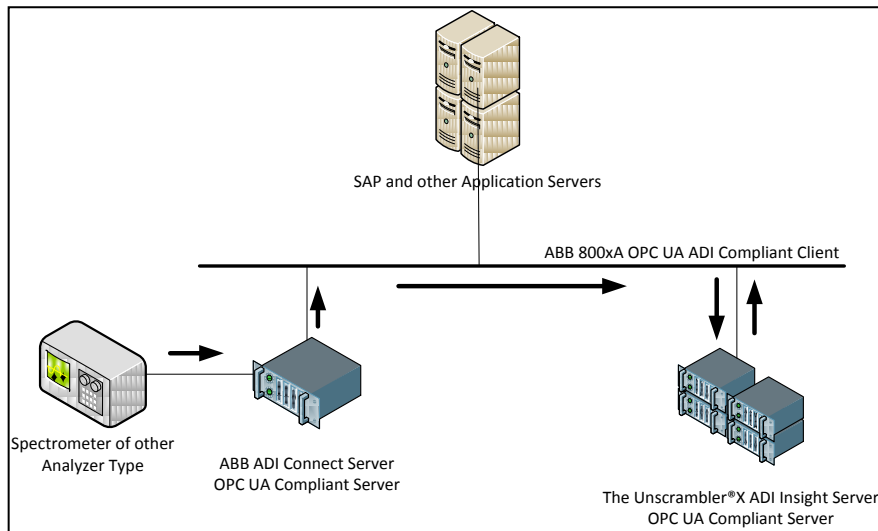 SAP and other Application Servers
ABB 800xA OPC UA ADI Compliant Client
Spectrometer of other
Analyzer Type
ABB ADI Connect Server
OPC UA Compliant Server
The Unscrambler®X ADI Insight Server
OPC UA Compliant Server